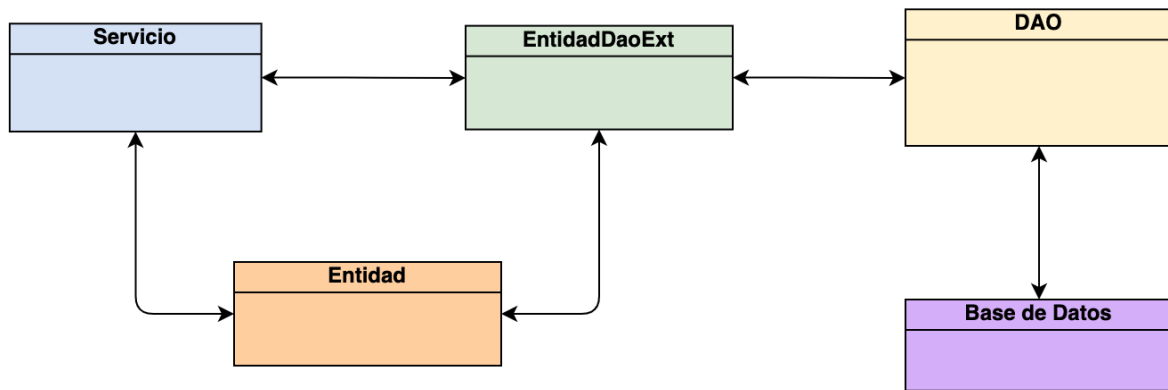 Servicio
EntidadDaoExt
DAO
Entidad
Base de Datos